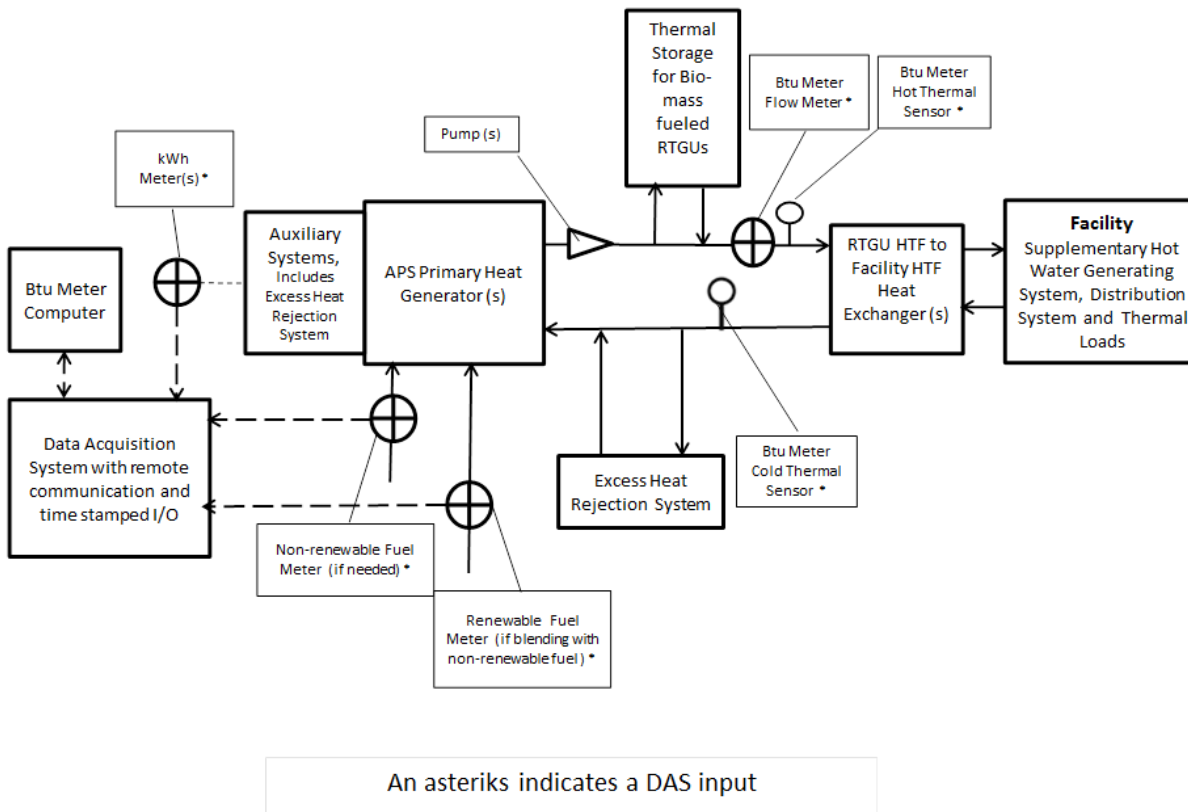 Thermal
Storage
for Bio-
mass
fueled
RTGUs
Btu Meter
Flow Meter *
Btu Meter
Hot Thermal
Sensor *
Pump (s)
kWh
Meter(s) *
Auxiliary
Systems,
Includes
Excess Heat
Rejection
System
APS Primary Heat
Generator (s)
RTGU HTF to
Facility HTF
Heat
Exchanger (s)
Facility
Supplementary Hot
Water Generating
System, Distribution
System and Thermal
Loads
Btu Meter
Computer
Data Acquisition
System with remote
communication and
time stamped I/O
Excess Heat
Rejection System
Btu Meter
Cold Thermal
Sensor *
Non-renewable Fuel
Meter (if needed) *
Renewable Fuel
Meter (if blending with
non-renewable fuel) *
An asteriks indicates a DAS input